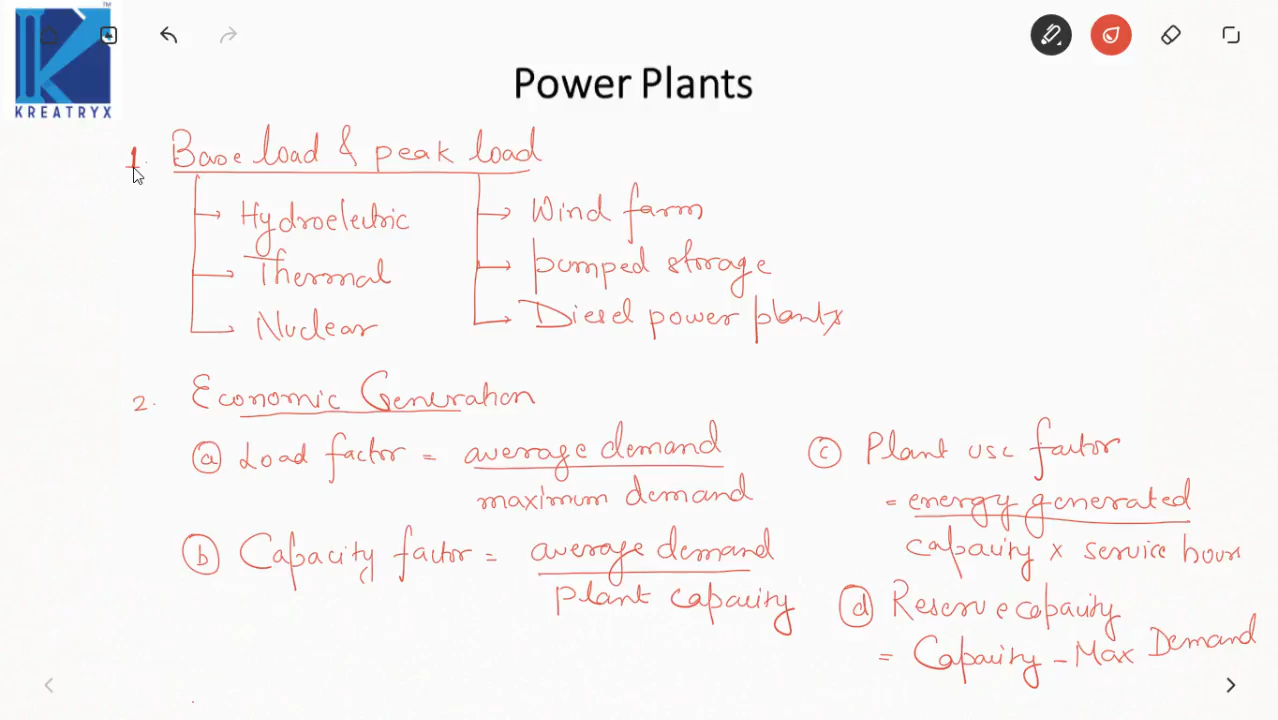 KREATRYX
Power Plants
1. Base load & peak load
Hydroelectric
Thermal
Nuclear
Wind farm
pumped storage
Diesel power plants
2. Economic Generation
(a) Load factor = average demand
maximum demand
(b) Capacity factor = average demand
plant capacity
(c) Plant use factor
= energy generated
capacity x service hour
(d) Reserve capacity
= Capacity - Max Demand